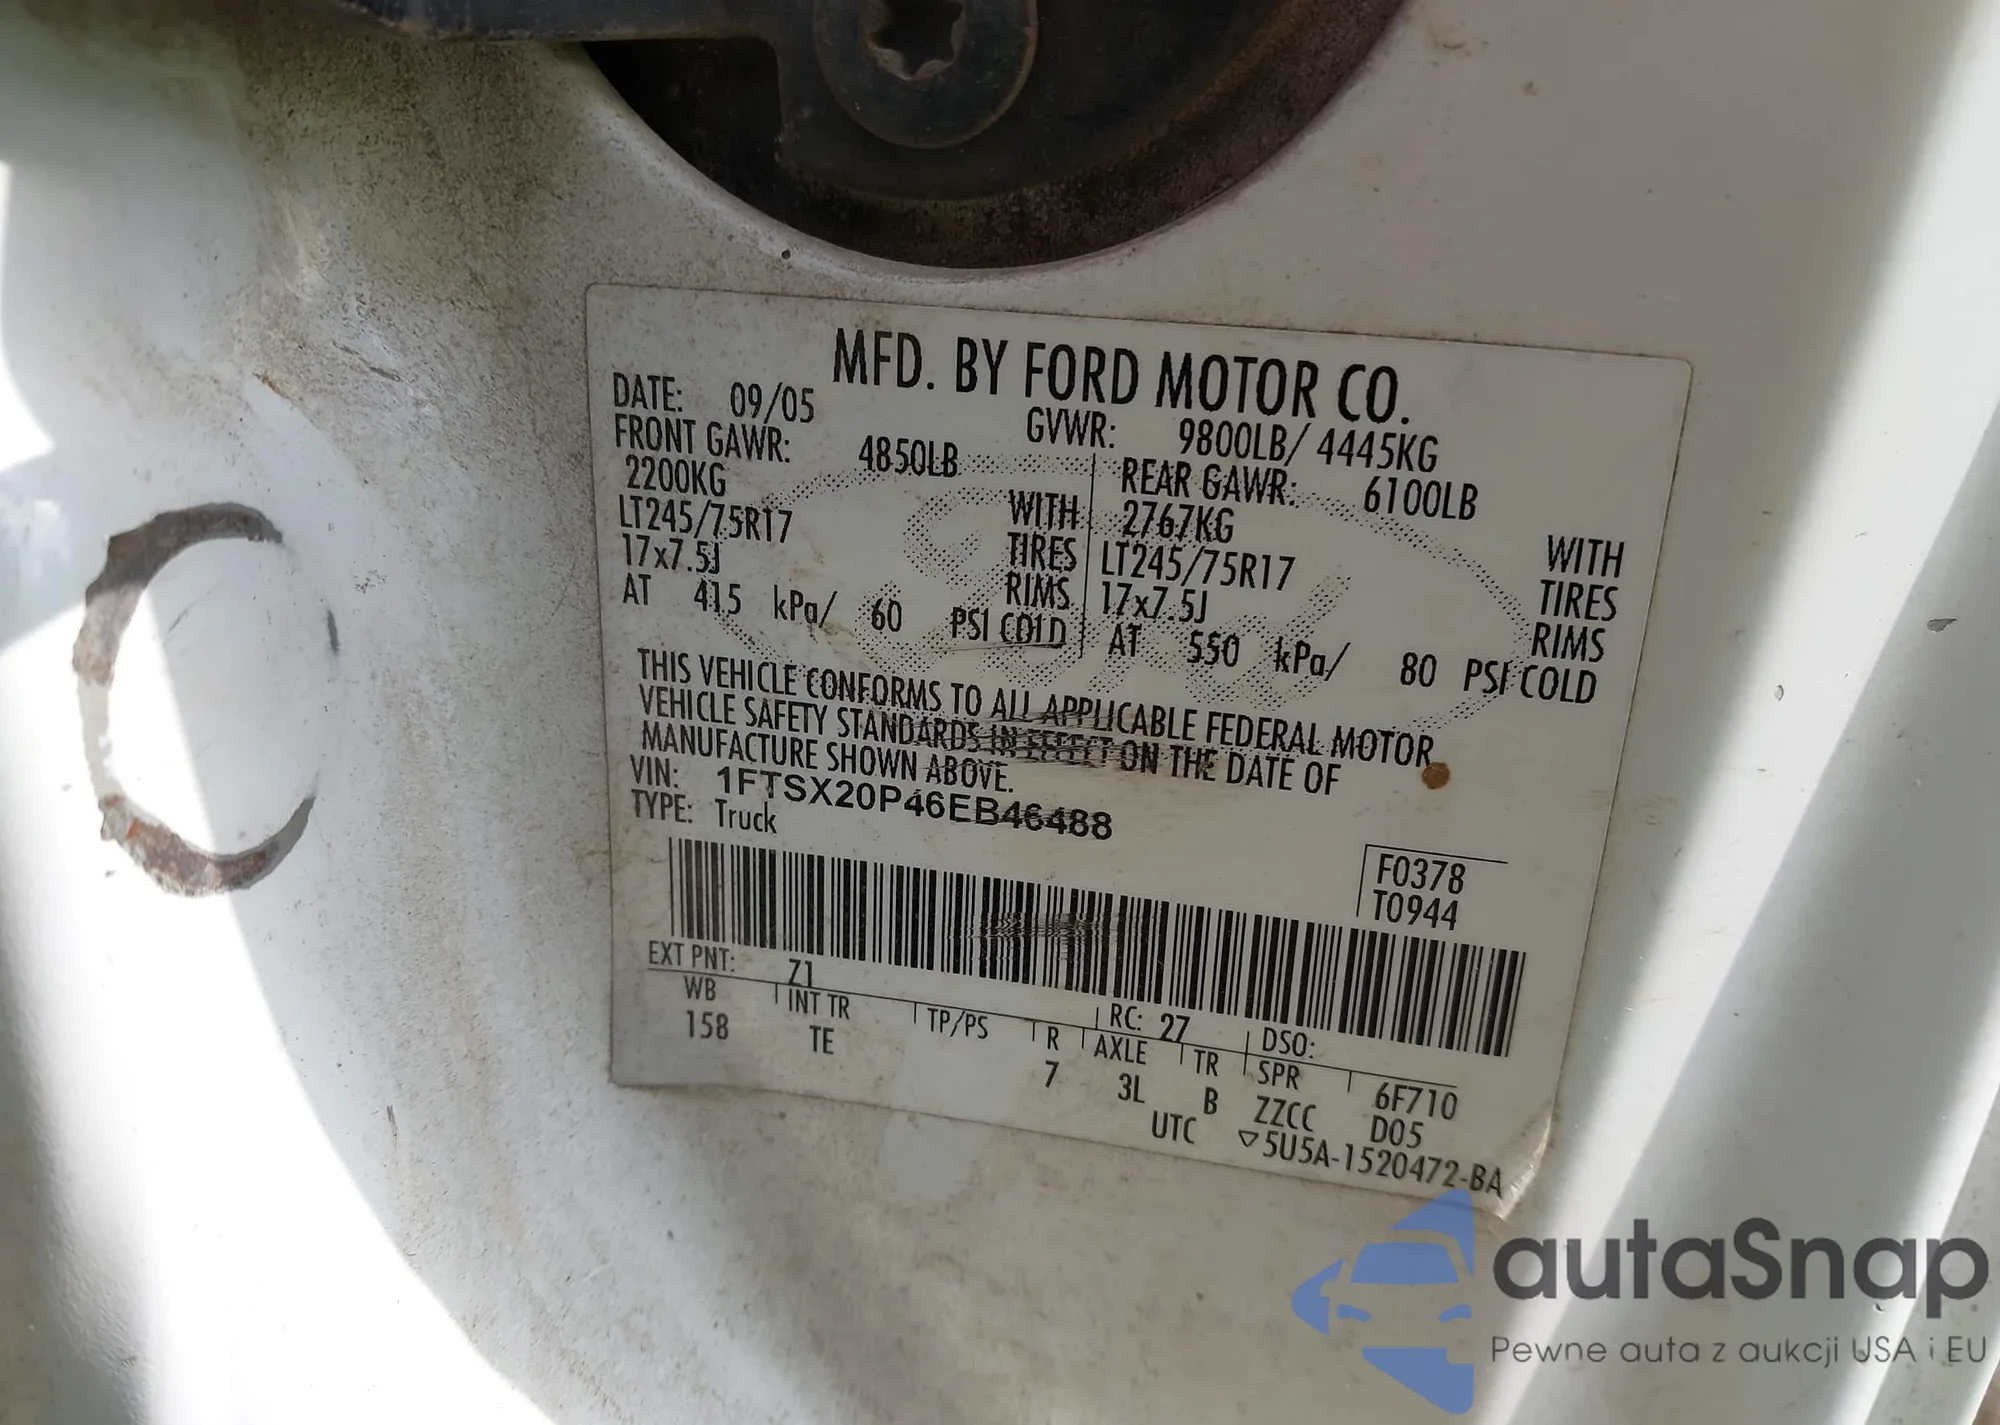 MFD. BY FORD MOTOR CO.
DATE: 09/05 GVWR: 9800LB/ 4445KG
FRONT GAWR: 4850LB REAR GAWR: 6100LB
2200KG WITH 2767KG WITH
LT245/75R17 TIRES LT245/75R17 TIRES
17x7.5J RIMS 17x7.5J RIMS
AT 415 kPa/ 60 PSI COLD AT 550 kPa/ 80 PSI COLD
THIS VEHICLE CONFORMS TO ALL APPLICABLE FEDERAL MOTOR
VEHICLE SAFETY STANDARDS IN EFFECT ON THE DATE OF
MANUFACTURE SHOWN ABOVE.
VIN: 1FTSX20P46EB46488
TYPE: Truck
F0378
T0944
EXT PNT: Z1 RC: 27 DSO:
WB INT TR TP/PS R AXLE TR SPR 6F710
158 TE 7 3L B ZZCC D05
UTC ▽5U5A-1520472-BA
Ford
autaSnap
Pewne auta z aukcji USA i EU